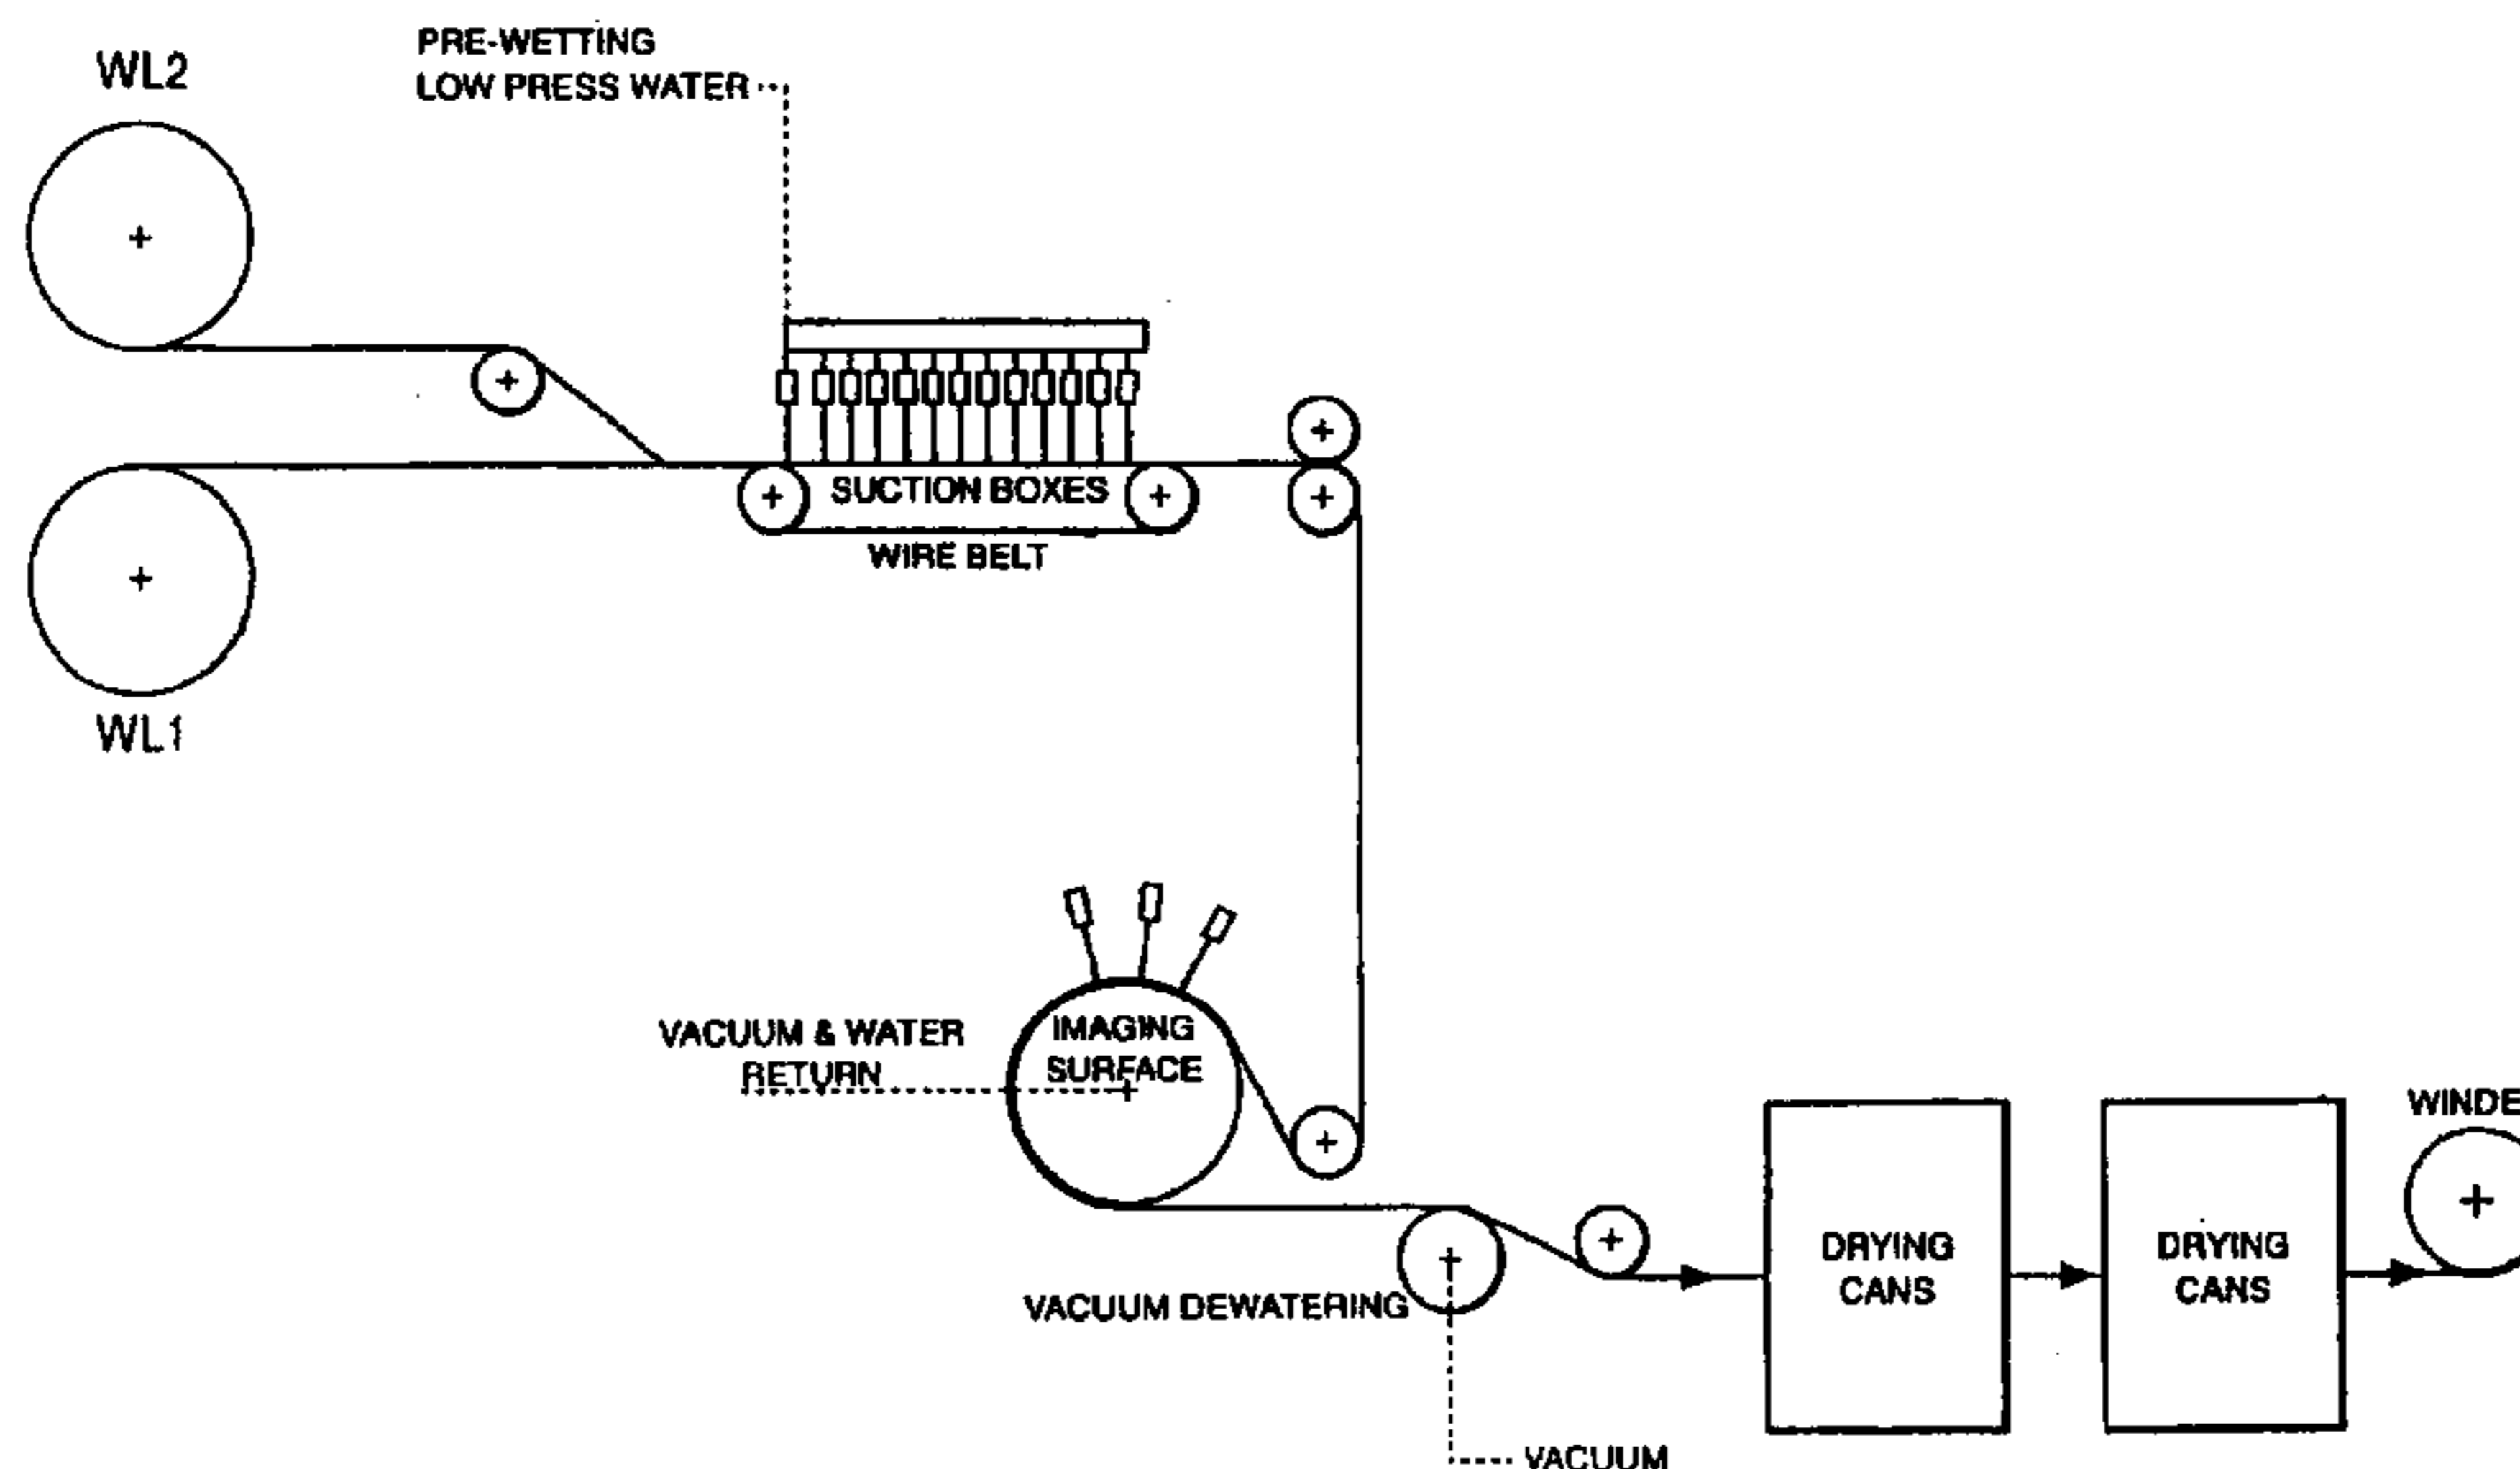 WL2
PRE-WETTING
LOW PRESS WATER
SUCTION BOXES
WIRE BELT
WL1
IMAGING
SURFACE
VACUUM & WATER
RETURN
VACUUM DEWATERING
VACUUM
DRYING
CANS
DRYING
CANS
WINDE